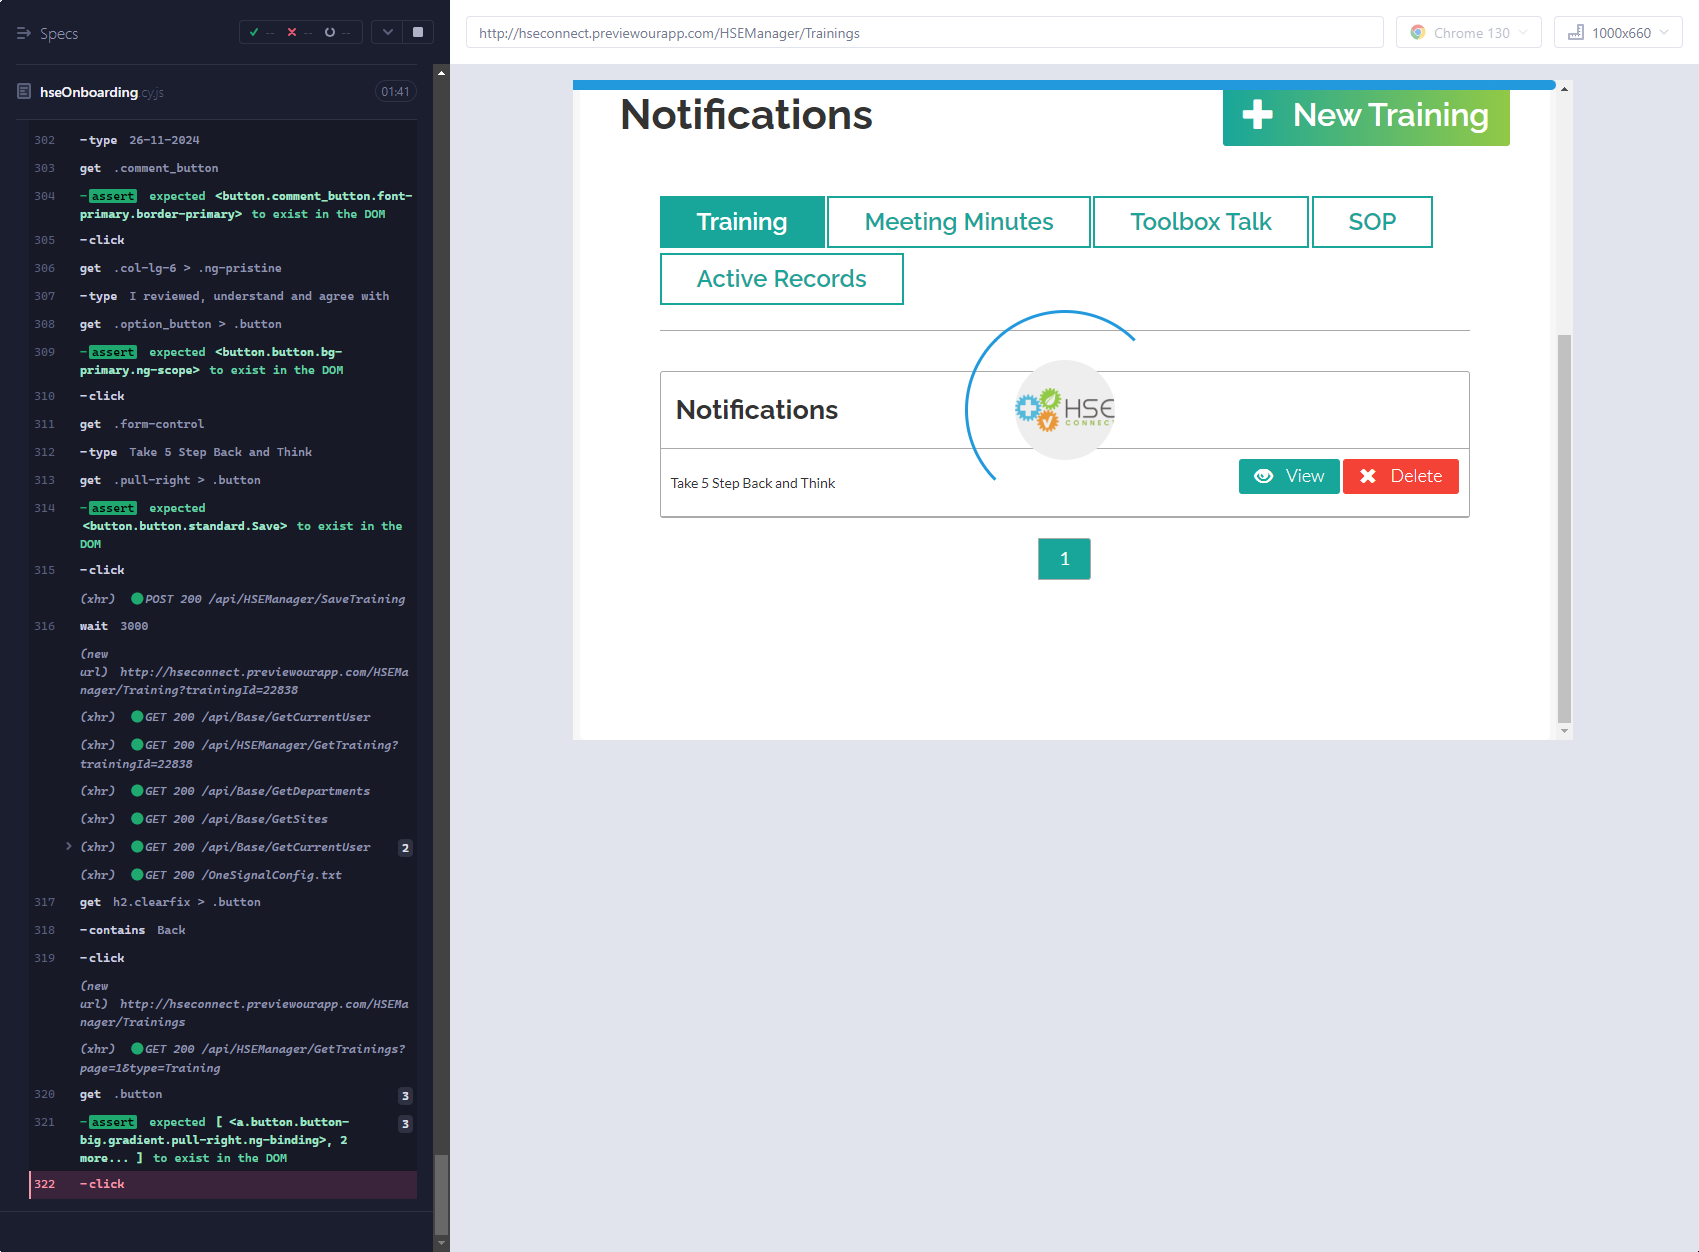 Specs
-- -- --
hseOnboarding cy.js
01:41
302 -type 26-11-2024
303 get .comment_button
304 -assert expected <button.comment_button.font-
primary.border-primary> to exist in the DOM
305 -click
306 get .col-lg-6 > .ng-pristine
307 -type I reviewed, understand and agree with
308 get .option_button > .button
309 -assert expected <button.button.bg-
primary.ng-scope> to exist in the DOM
310 -click
311 get .form-control
312 -type Take 5 Step Back and Think
313 get .pull-right > .button
314 -assert expected
<button.button.standard.Save> to exist in the
DOM
315 -click
(xhr) POST 200 /api/HSEManager/SaveTraining
316 wait 3000
(new
url) http://hseconnect.previewourapp.com/HSEMa
nager/Training?trainingId=22838
(xhr) GET 200 /api/Base/GetCurrentUser
(xhr) GET 200 /api/HSEManager/GetTraining?
trainingId=22838
(xhr) GET 200 /api/Base/GetDepartments
(xhr) GET 200 /api/Base/GetSites
(xhr) GET 200 /api/Base/GetCurrentUser 2
(xhr) GET 200 /OneSignalConfig.txt
317 get h2.clearfix > .button
318 -contains Back
319 -click
(new
url) http://hseconnect.previewourapp.com/HSEMa
nager/Trainings
(xhr) GET 200 /api/HSEManager/GetTrainings?
page=1&type=Training
320 get .button 3
321 -assert expected [ <a.button.button-
big.gradient.pull-right.ng-binding>, 2
more... ] to exist in the DOM 3
322 -click
http://hseconnect.previewourapp.com/HSEManager/Trainings
Chrome 130
1000x660
Notifications
New Training
Training
Meeting Minutes
Toolbox Talk
SOP
Active Records
HSE
CONNECT
Notifications
Take 5 Step Back and Think
View
Delete
1